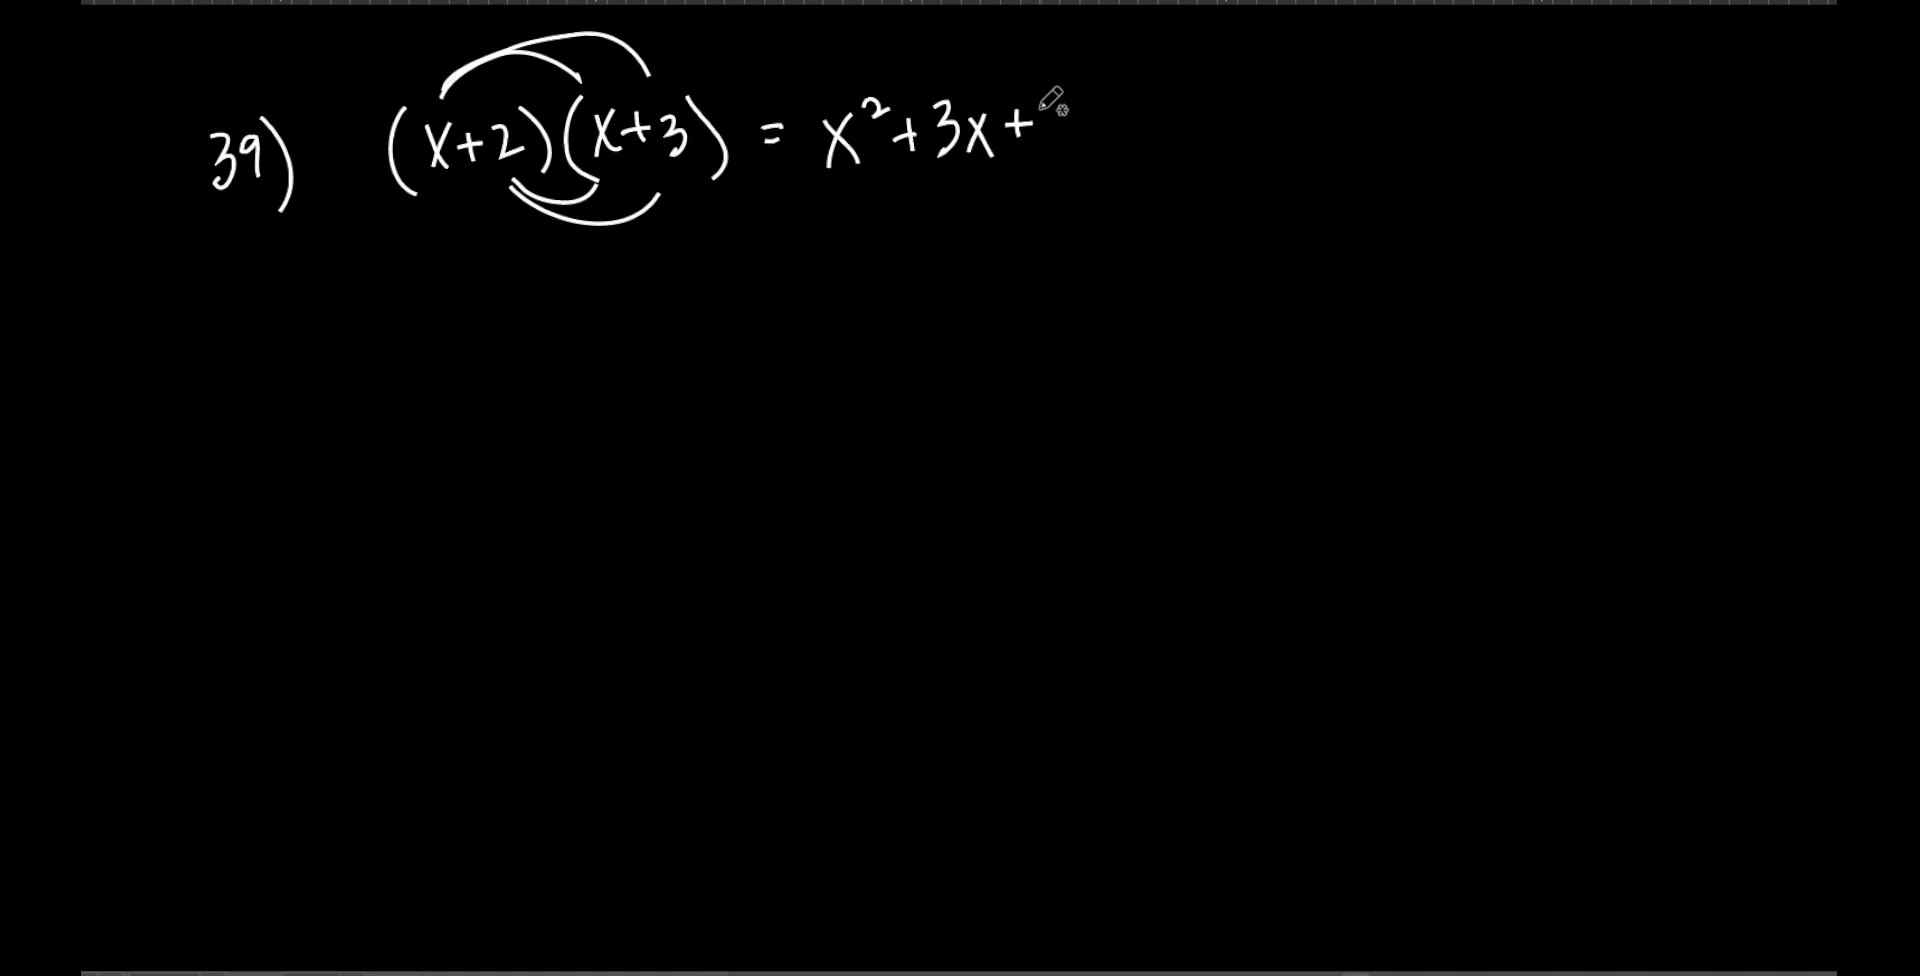 39) (x+2)(x+3) = x²+3x+